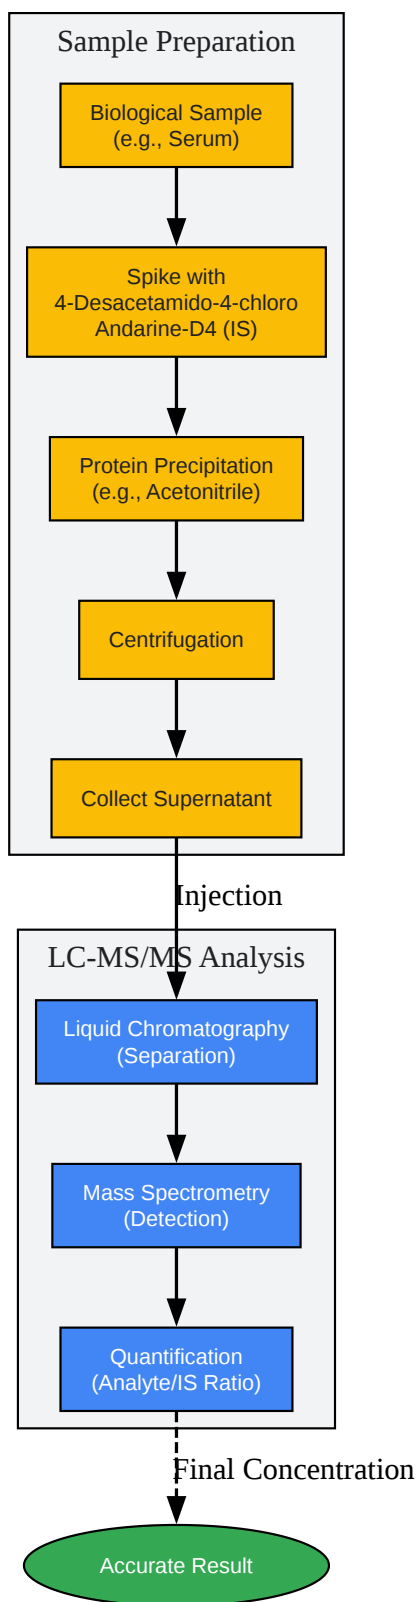 Sample Preparation
Biological Sample
(e.g., Serum)
Spike with
4-Desacetamido-4-chloro
Andarine-D4 (IS)
Protein Precipitation
(e.g., Acetonitrile)
Centrifugation
Collect Supernatant
Injection
LC-MS/MS Analysis
Liquid Chromatography
(Separation)
Mass Spectrometry
(Detection)
Quantification
(Analyte/IS Ratio)
Final Concentration
Accurate Result